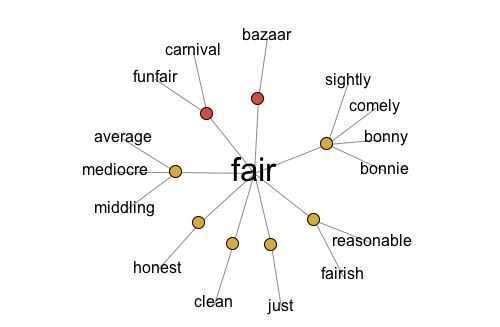 bazaar
carnival
funfair
sightly
comely
average
bonny
mediocre
fair
bonnie
middling
reasonable
honest
fairish
clean
just